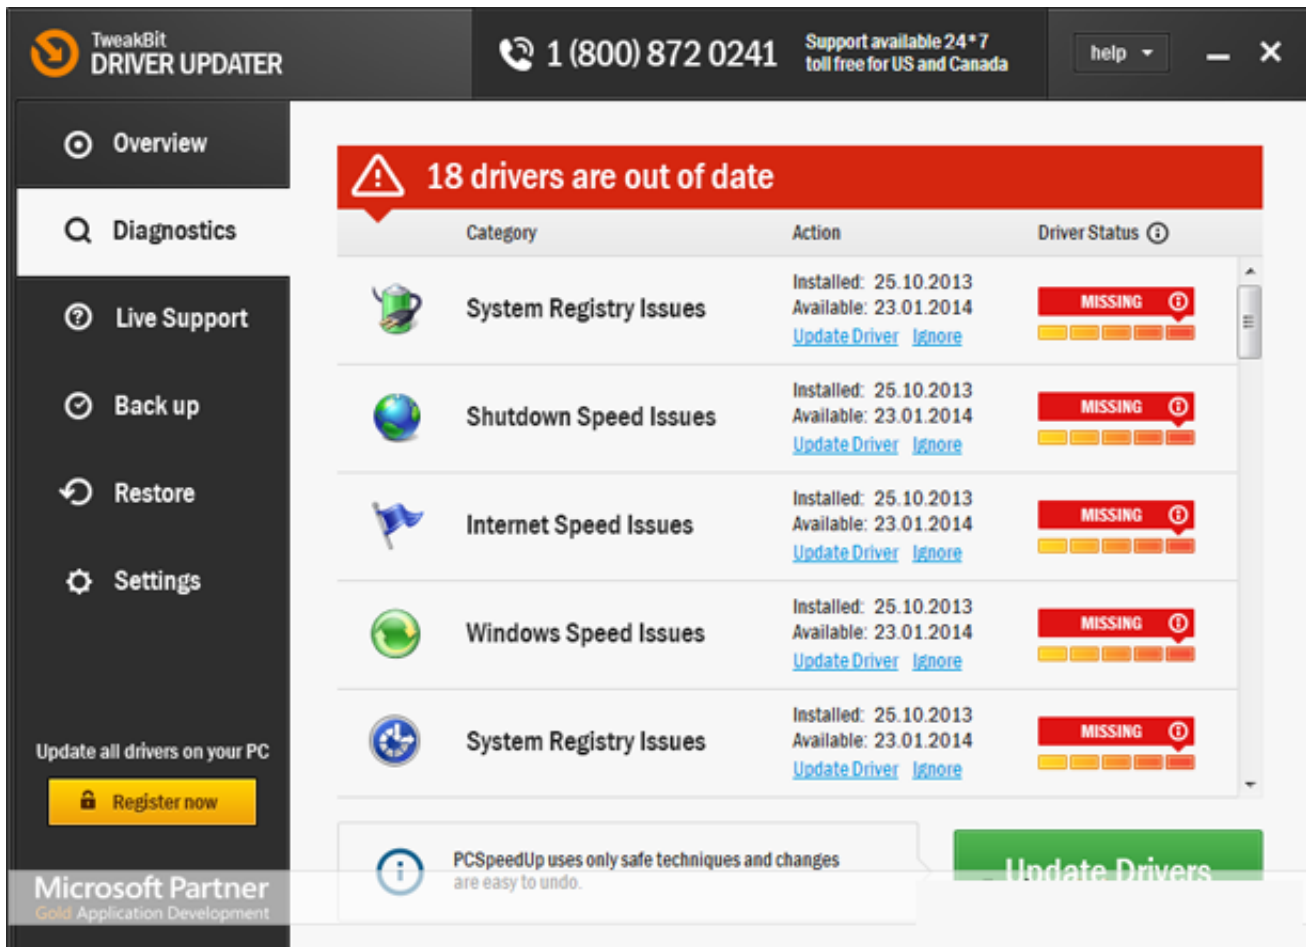 TweakBit
DRIVER UPDATER
1 (800) 872 0241
Support available 24*7
toll free for US and Canada
help
Overview
Diagnostics
Live Support
Back up
Restore
Settings
Update all drivers on your PC
Register now
Microsoft Partner
Gold Application Development
18 drivers are out of date
Category Action Driver Status
System Registry Issues
Installed: 25.10.2013
Available: 23.01.2014
Update Driver Ignore
MISSING
Shutdown Speed Issues
Installed: 25.10.2013
Available: 23.01.2014
Update Driver Ignore
MISSING
Internet Speed Issues
Installed: 25.10.2013
Available: 23.01.2014
Update Driver Ignore
MISSING
Windows Speed Issues
Installed: 25.10.2013
Available: 23.01.2014
Update Driver Ignore
MISSING
System Registry Issues
Installed: 25.10.2013
Available: 23.01.2014
Update Driver Ignore
MISSING
PCSpeedUp uses only safe techniques and changes
are easy to undo.
Update Drivers